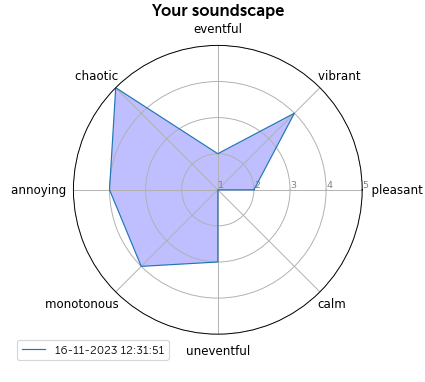 Your soundscape
eventful
chaotic
vibrant
annoying
1 2 3 4 5
pleasant
monotonous
calm
uneventful
16-11-2023 12:31:51